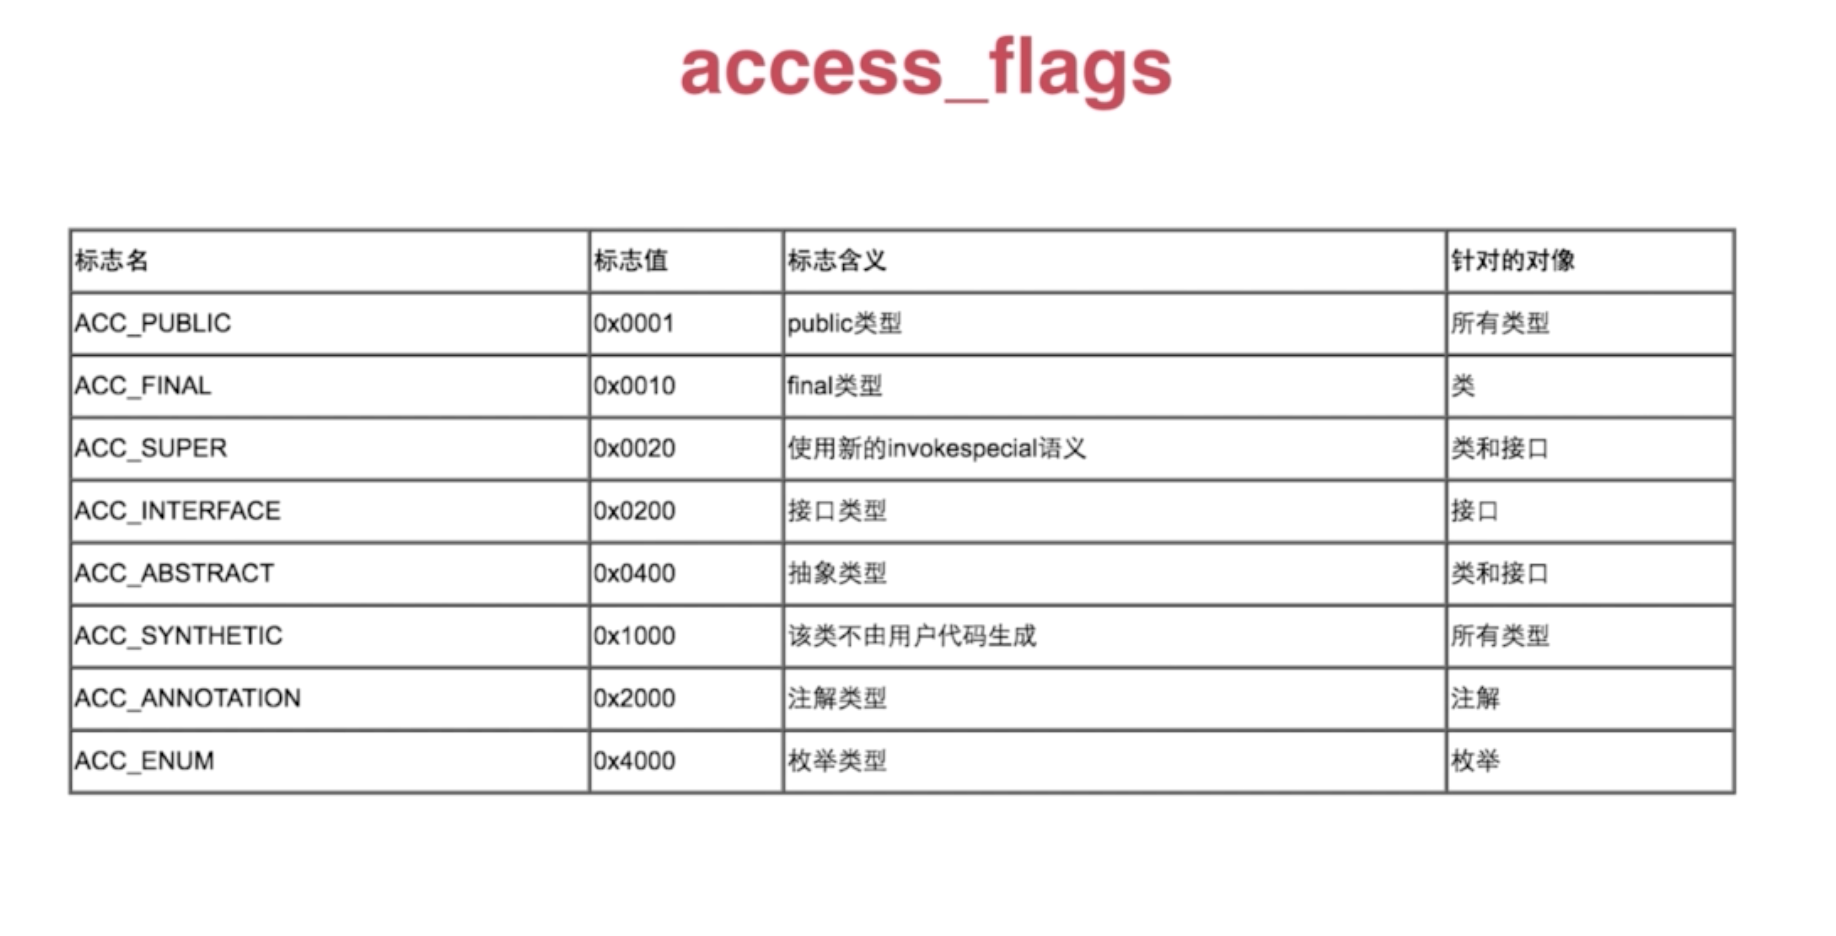 access_flags
标志名 标志值 标志含义 针对的对像
ACC_PUBLIC 0x0001 public类型 所有类型
ACC_FINAL 0x0010 final类型 类
ACC_SUPER 0x0020 使用新的invokespecial语义 类和接口
ACC_INTERFACE 0x0200 接口类型 接口
ACC_ABSTRACT 0x0400 抽象类型 类和接口
ACC_SYNTHETIC 0x1000 该类不由用户代码生成 所有类型
ACC_ANNOTATION 0x2000 注解类型 注解
ACC_ENUM 0x4000 枚举类型 枚举